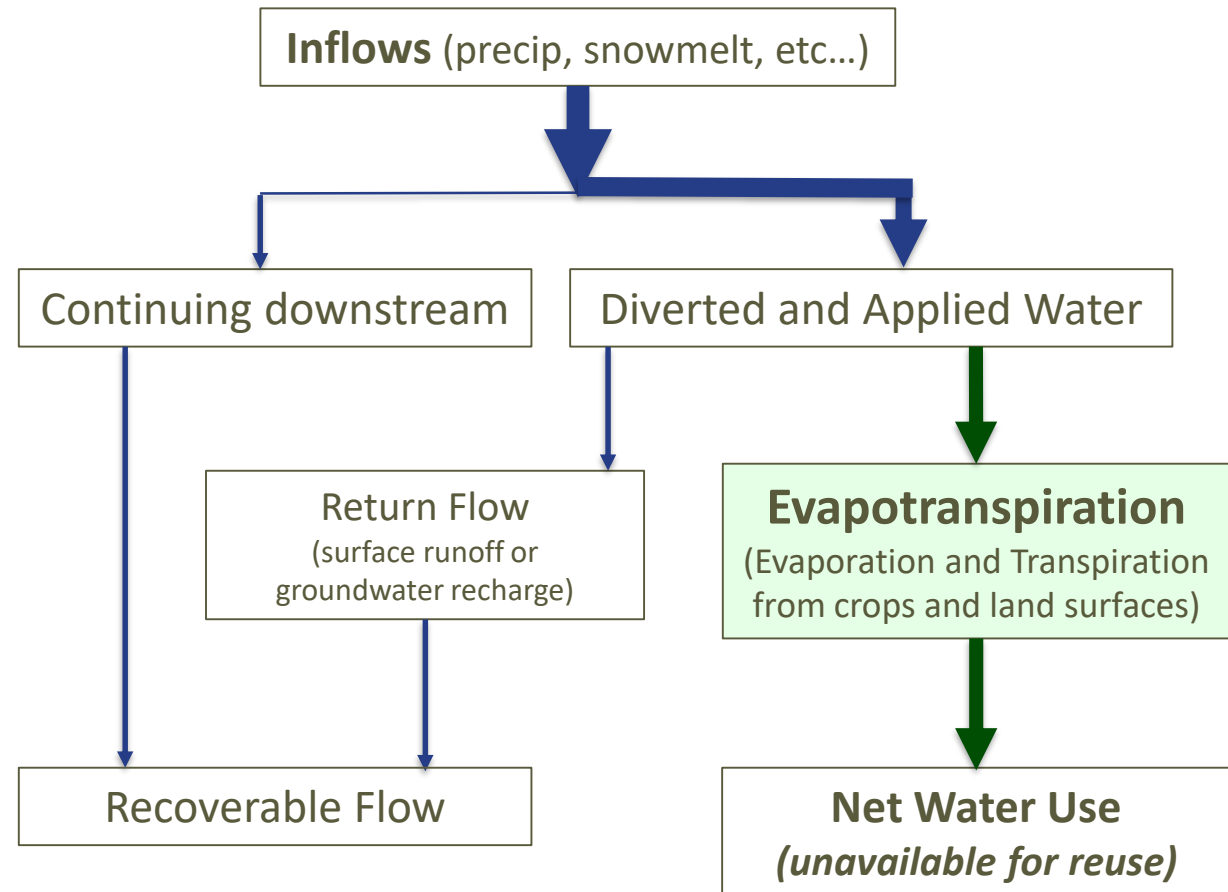 Inflows (precip, snowmelt, etc…)
Continuing downstream
Diverted and Applied Water
Return Flow
(surface runoff or
groundwater recharge)
Evapotranspiration
(Evaporation and Transpiration
from crops and land surfaces)
Recoverable Flow
Net Water Use
(unavailable for reuse)